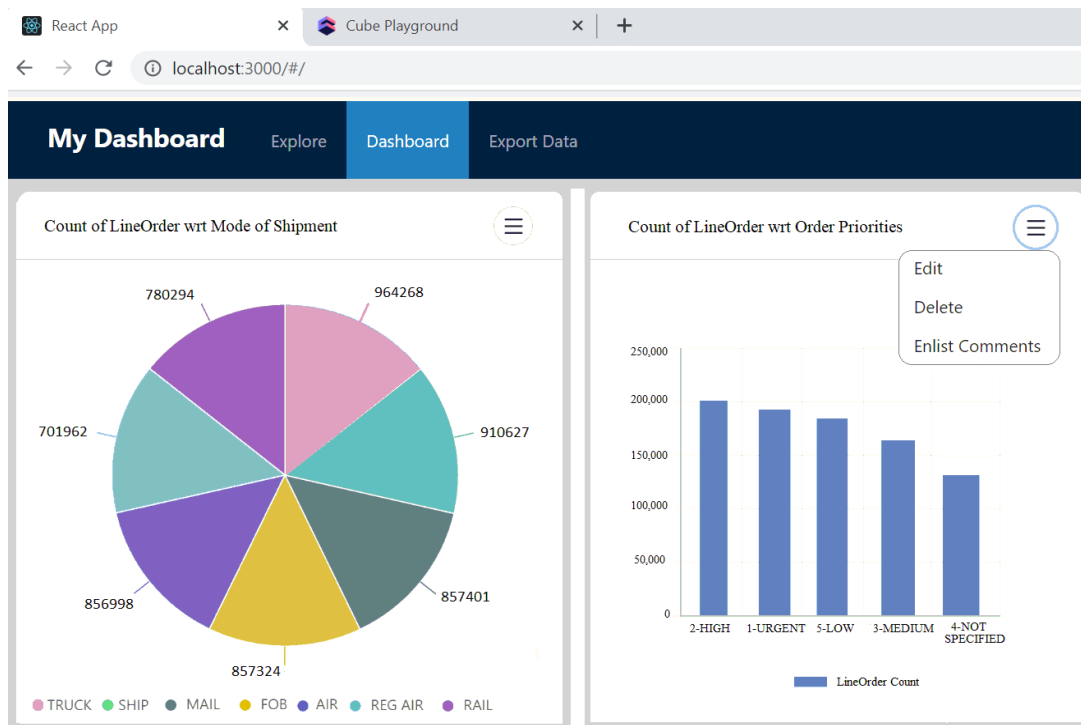 React App
Cube Playground
localhost:3000/#/
My Dashboard Explore Dashboard Export Data
Count of LineOrder wrt Mode of Shipment
780294
964268
701962
910627
856998
857401
857324
TRUCK SHIP MAIL FOB AIR REG AIR RAIL
Count of LineOrder wrt Order Priorities
Edit
Delete
Enlist Comments
250,000
200,000
150,000
100,000
50,000
0
2-HIGH 1-URGENT 5-LOW 3-MEDIUM 4-NOT
SPECIFIED
LineOrder Count